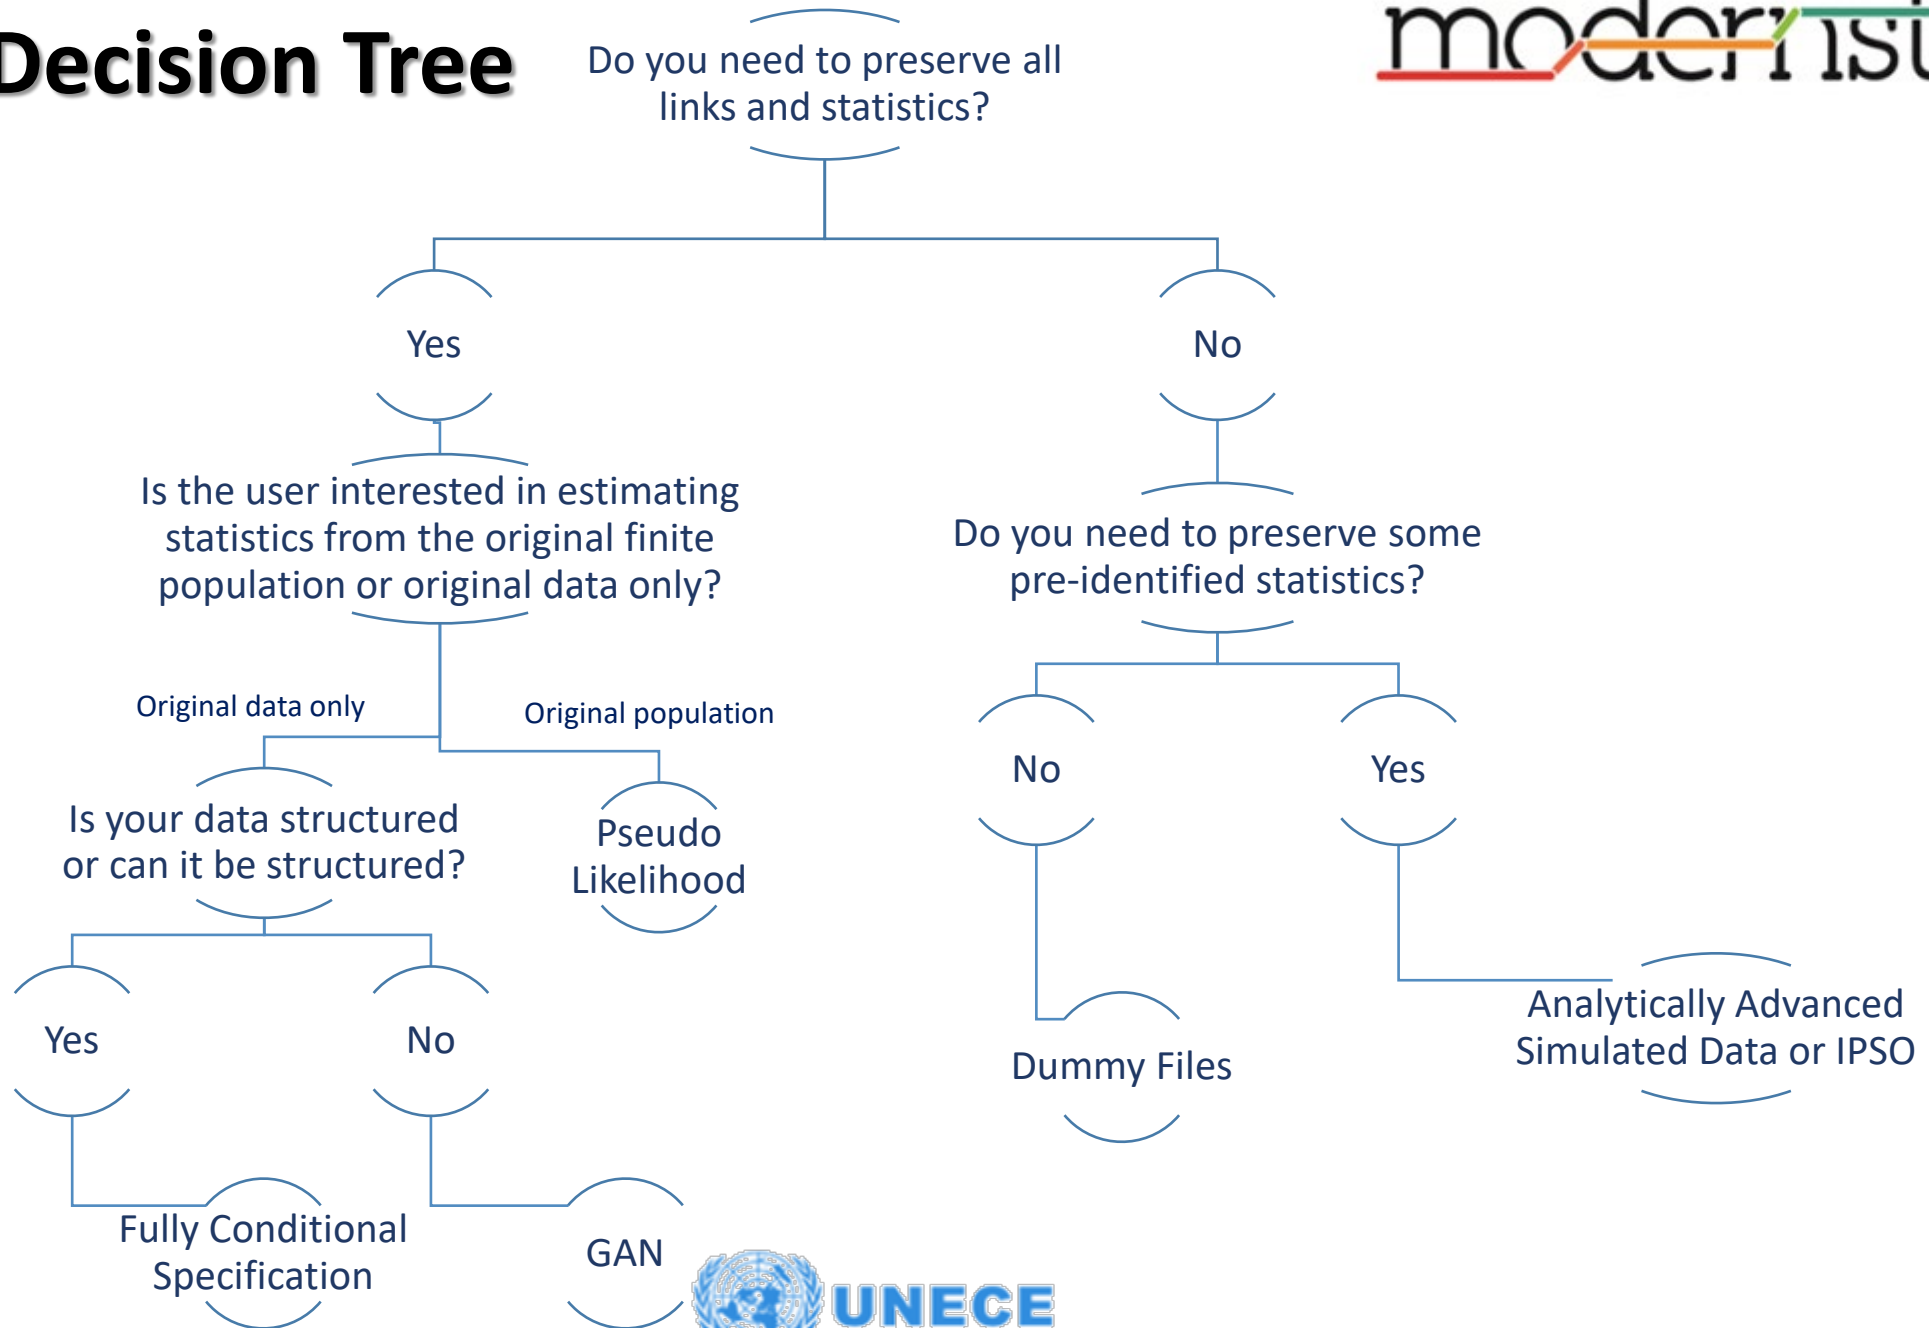 Decision Tree
Do you need to preserve all
links and statistics?
Yes
No
Is the user interested in estimating
statistics from the original finite
population or original data only?
Do you need to preserve some
pre-identified statistics?
Original data only
Original population
Is your data structured
or can it be structured?
Pseudo
Likelihood
No
Yes
Yes
No
Dummy Files
Analytically Advanced
Simulated Data or IPSO
Fully Conditional
Specification
GAN
UNECE